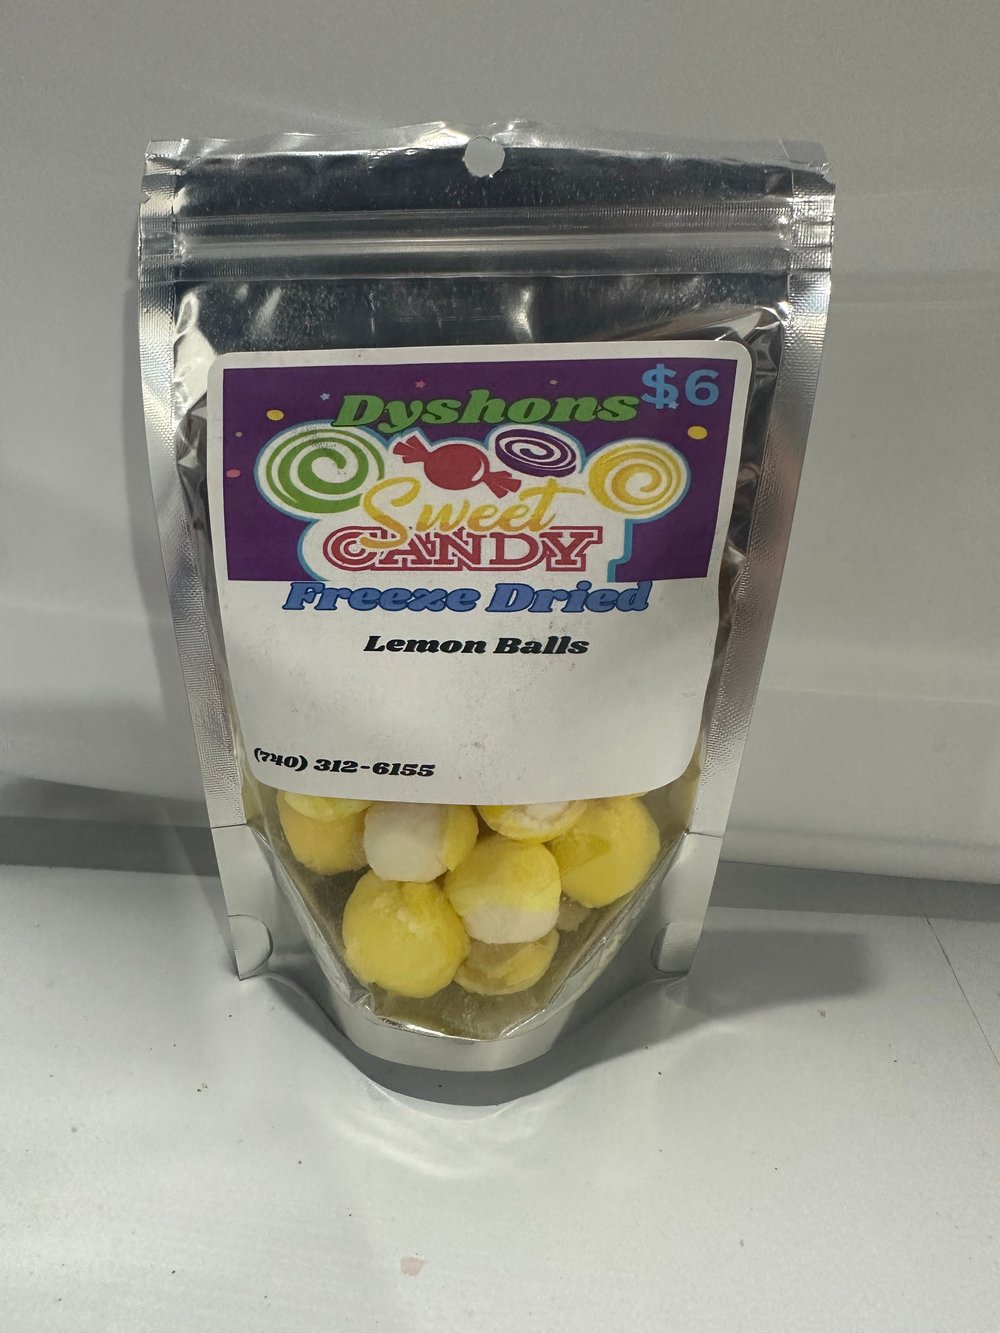 $6
Dyshons
Sweet
CANDY
Freeze Dried
Lemon Balls
(740) 312-6155